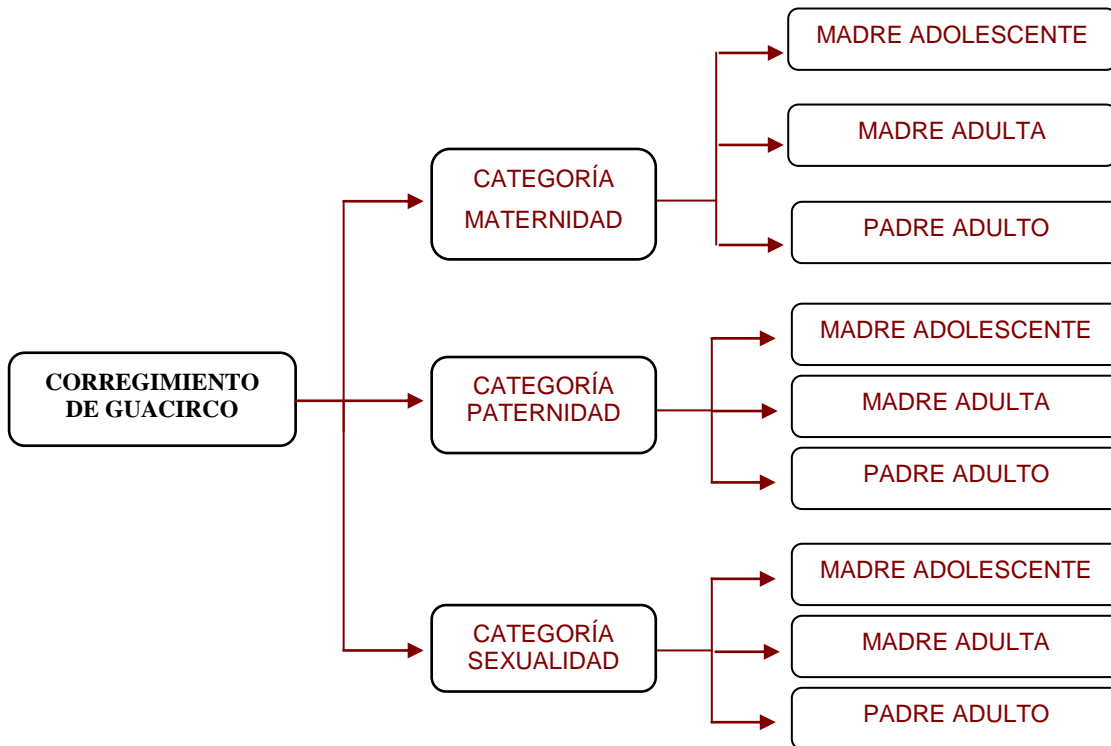 CORREGIMIENTO
DE GUACIRCO
CATEGORÍA
MATERNIDAD
MADRE ADOLESCENTE
MADRE ADULTA
PADRE ADULTO
CATEGORÍA
PATERNIDAD
MADRE ADOLESCENTE
MADRE ADULTA
PADRE ADULTO
CATEGORÍA
SEXUALIDAD
MADRE ADOLESCENTE
MADRE ADULTA
PADRE ADULTO